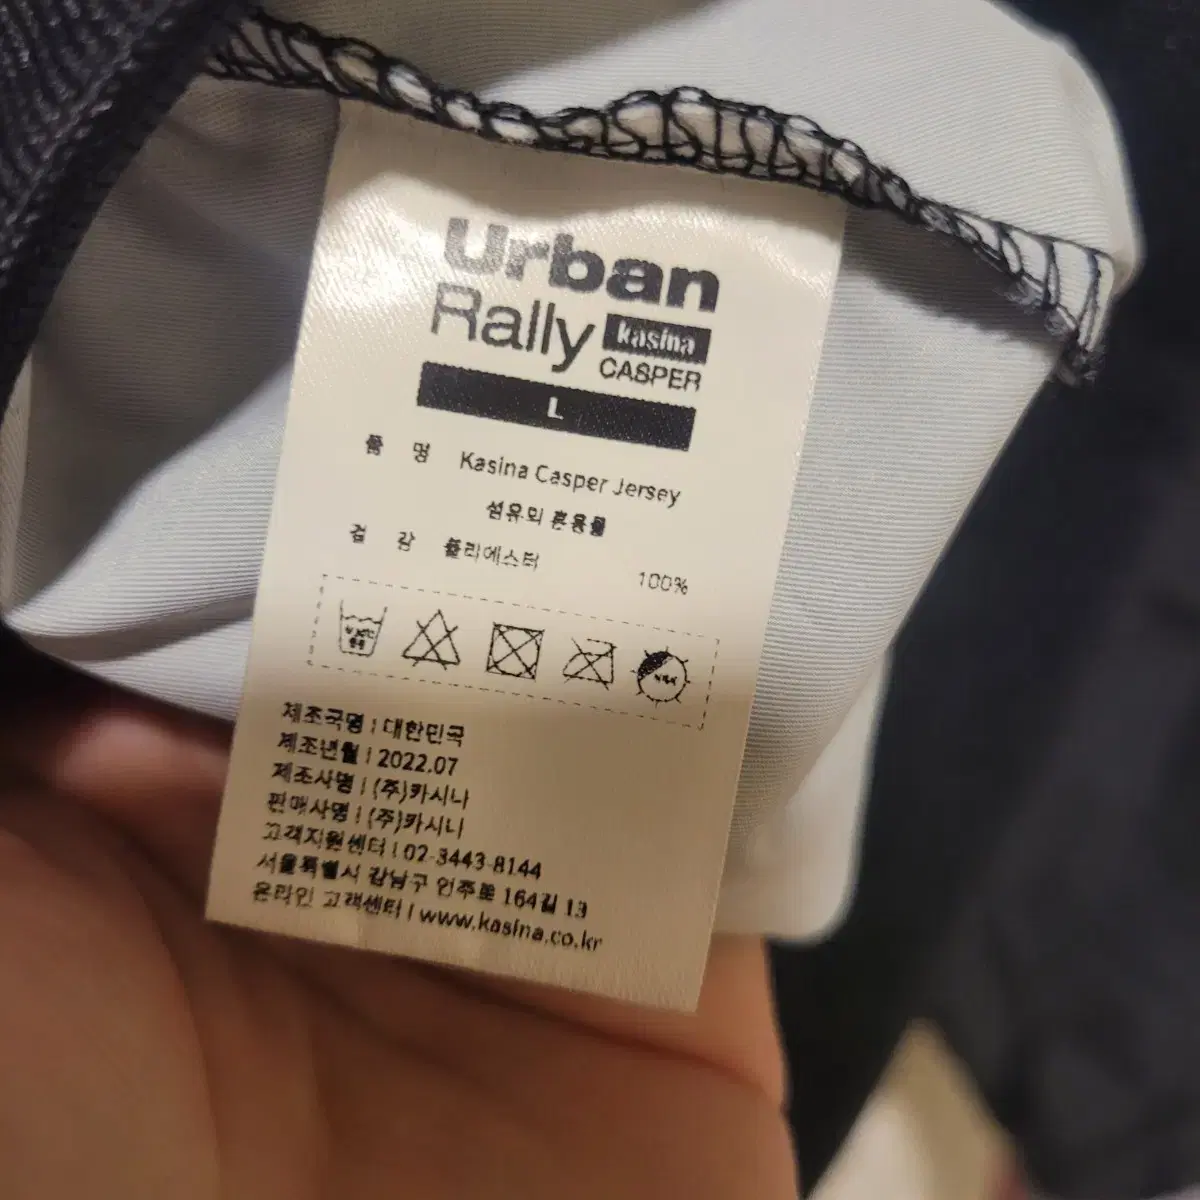 Urban
Rally kasina
CASPER
L
품 명 Kasina Casper Jersey
섬유의 혼용률
겉 감 폴리에스터 100%
제조국명 | 대한민국
제조년월 | 2022.07
제조사명 | (주)카시나
판매사명 | (주)카시나
고객지원센터 | 02-3443-8144
서울특별시 강남구 언주로 164길 13
온라인 고객센터 | www.kasina.co.kr